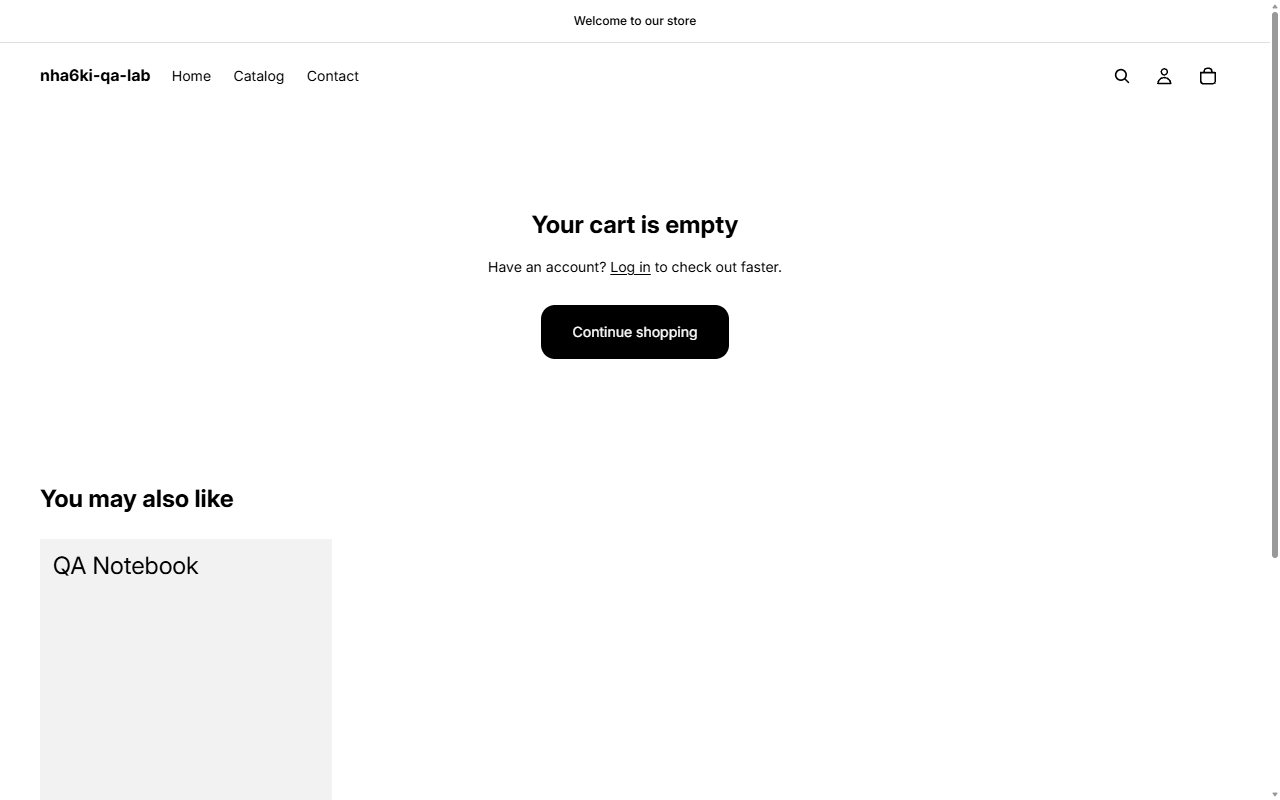 Welcome to our store
nha6ki-qa-lab Home Catalog Contact
Your cart is empty
Have an account? Log in to check out faster.
Continue shopping
You may also like
QA Notebook